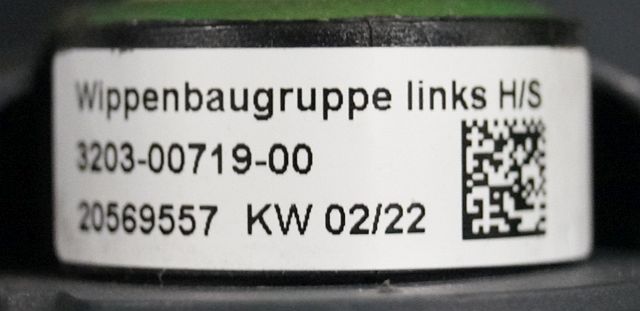 Wippenbaugruppe links H/S
3203-00719-00
20569557 KW 02/22